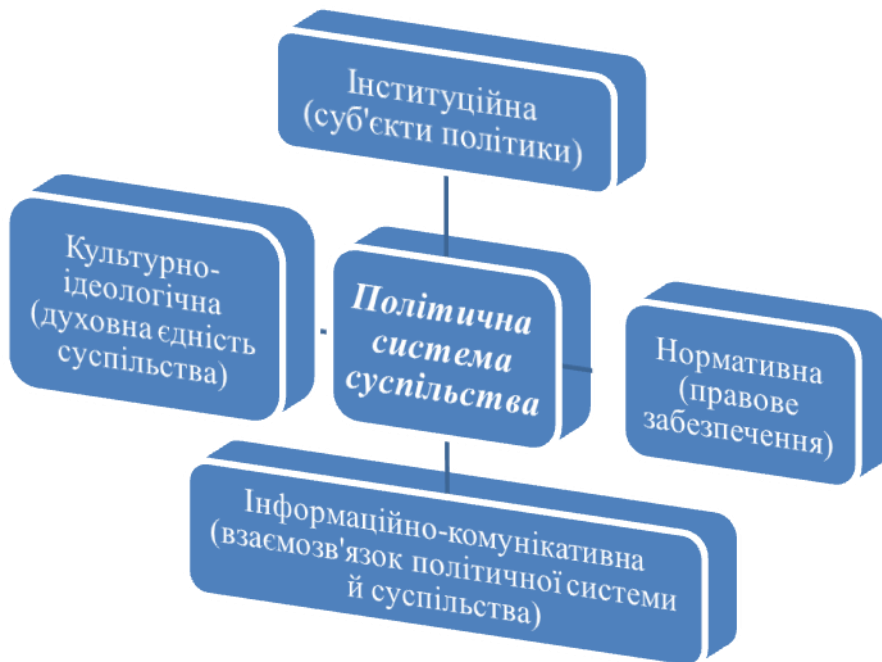 Інституційна
(суб'єкти політики)
Культурно-
ідеологічна
(духовна єдність
суспільства)
Політична
система
суспільства
Нормативна
(правове
забезпечення)
Інформаційно-комунікативна
(взаємозв'язок політичної системи
й суспільства)